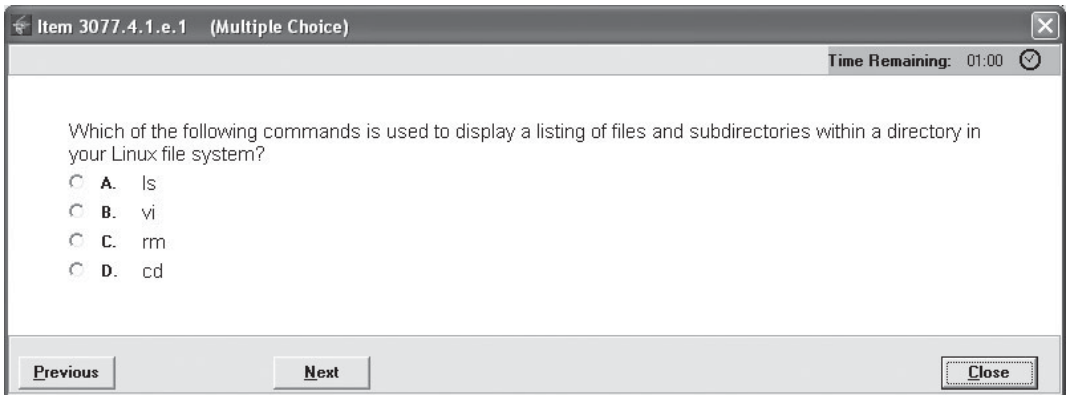 Item 3077.4.1.e.1 (Multiple Choice)
Time Remaining: 01:00
Which of the following commands is used to display a listing of files and subdirectories within a directory in
your Linux file system?
A. ls
B. vi
C. rm
D. cd
Previous Next Close